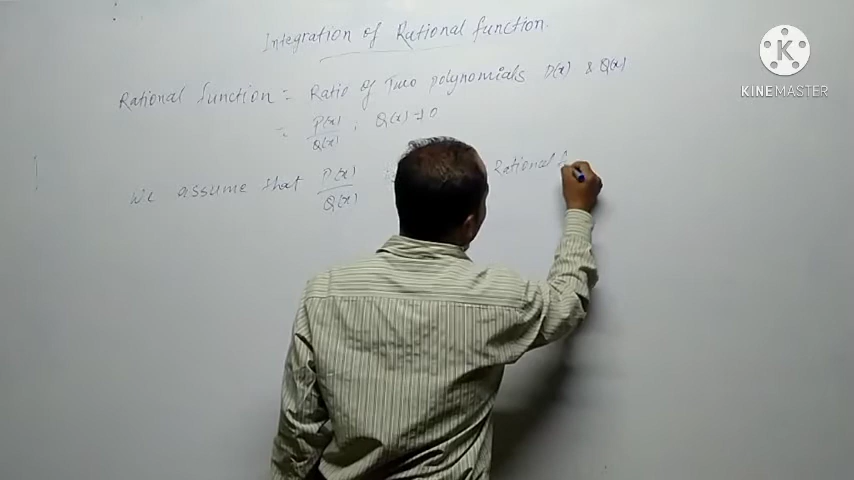 Integration of Rational function.
KINEMASTER
Rational function = Ratio of Two polynomials P(x) & Q(x)
= P(x)/Q(x), Q(x) ≠ 0
We assume that P(x)/Q(x) Rational f